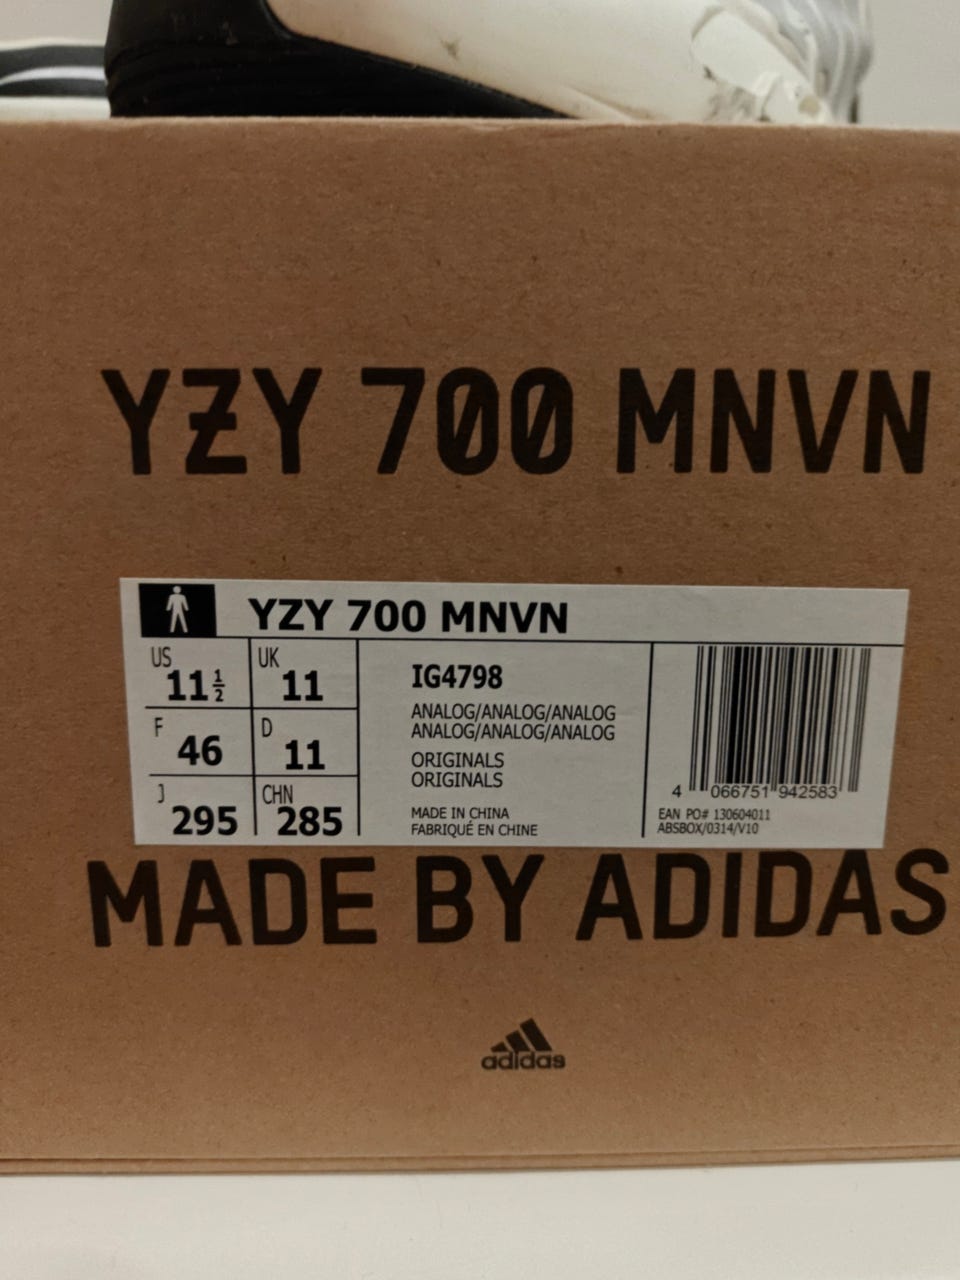 YZY 700 MNVN
YZY 700 MNVN
US 11 1/2
UK 11
F 46
D 11
J 295
CHN 285
IG4798
ANALOG/ANALOG/ANALOG
ANALOG/ANALOG/ANALOG
ORIGINALS
ORIGINALS
MADE IN CHINA
FABRIQUÉ EN CHINE
4 066751 942583
EAN PO# 130604011
ABSBOX/0314/V10
MADE BY ADIDAS
adidas